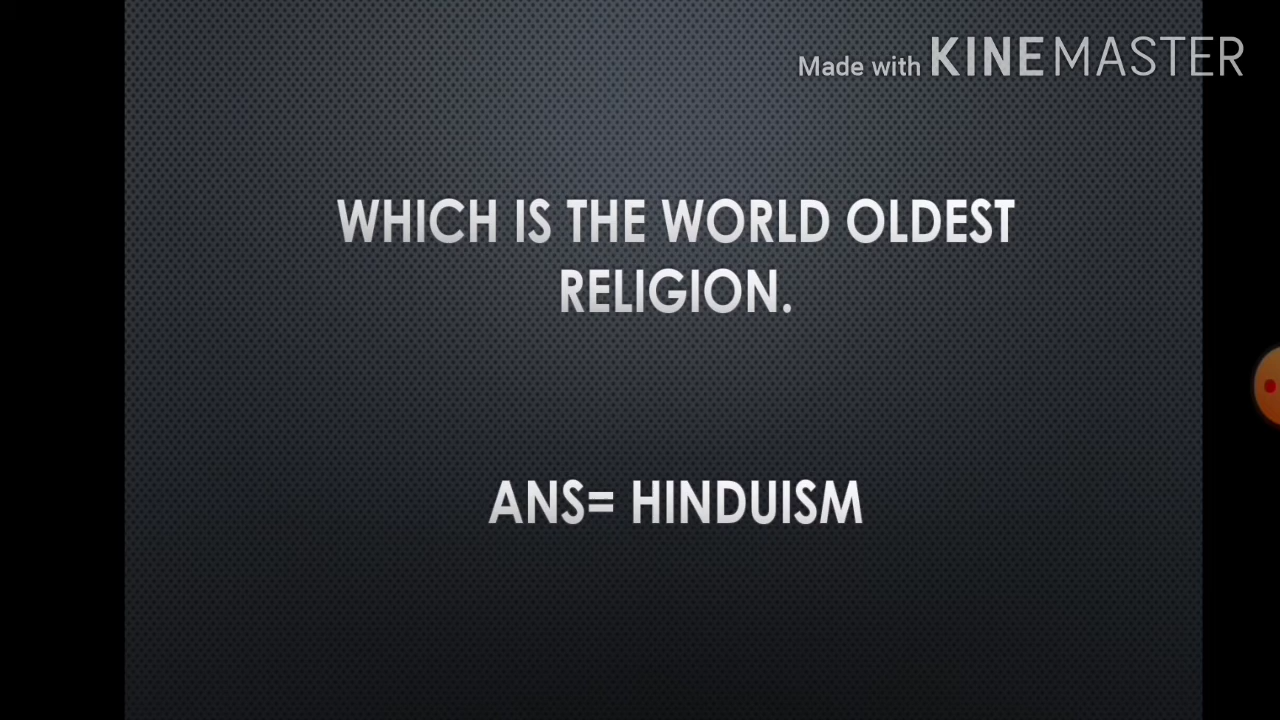 Made with KINEMASTER
WHICH IS THE WORLD OLDEST
RELIGION.
ANS= HINDUISM